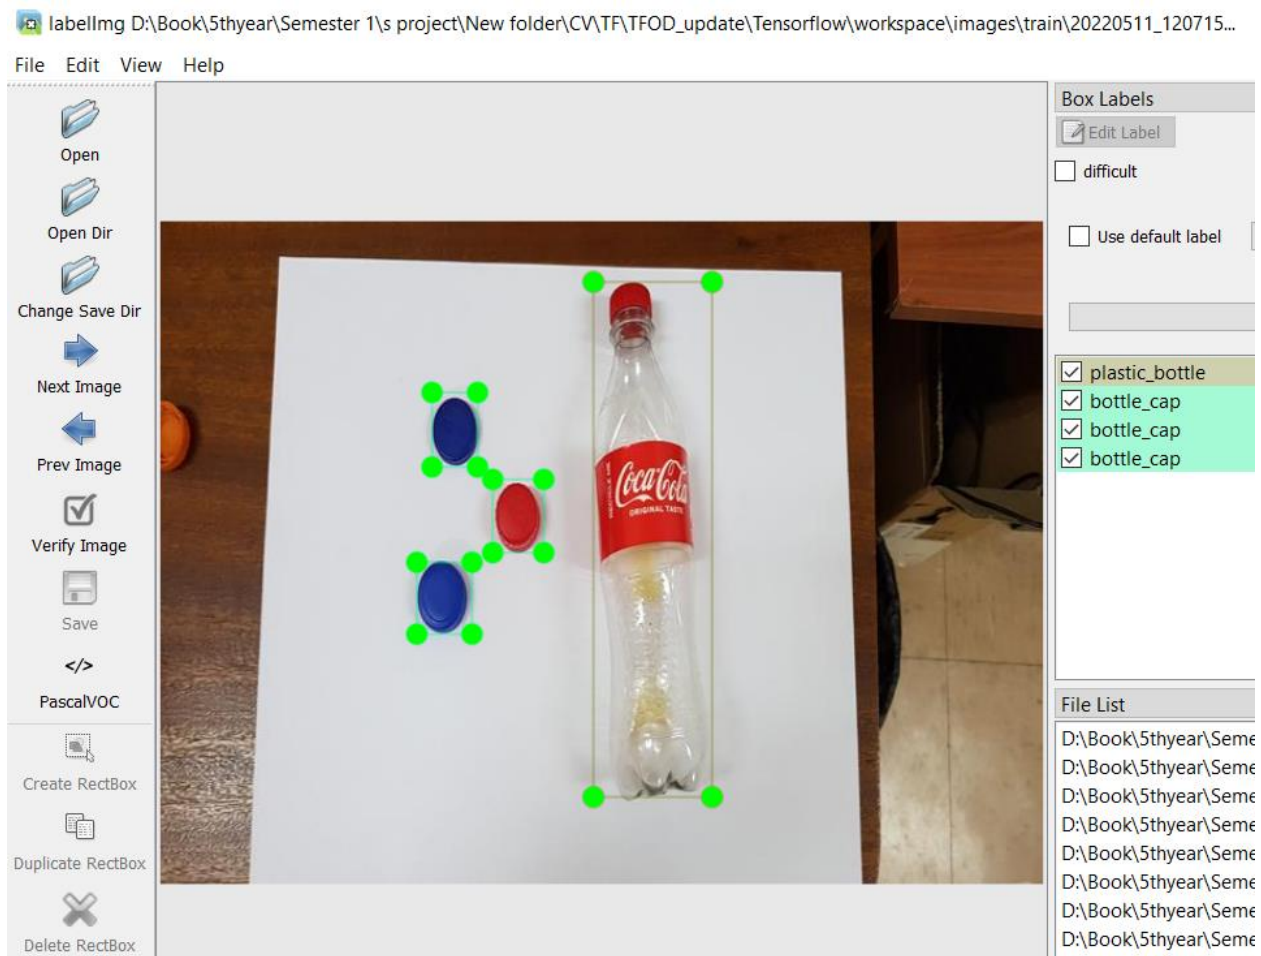 labelImg D:\Book\5thyear\Semester 1\s project\New folder\CV\TF\TFOD_update\Tensorflow\workspace\images\train\20220511_120715...
File Edit View Help
Open
Open Dir
Change Save Dir
Next Image
Prev Image
Verify Image
Save
</>
PascalVOC
Create RectBox
Duplicate RectBox
Delete RectBox
RECYCLE ME
Coca-Cola
ORIGINAL TASTE
Box Labels
Edit Label
difficult
Use default label
plastic_bottle
bottle_cap
bottle_cap
bottle_cap
File List
D:\Book\5thyear\Seme
D:\Book\5thyear\Seme
D:\Book\5thyear\Seme
D:\Book\5thyear\Seme
D:\Book\5thyear\Seme
D:\Book\5thyear\Seme
D:\Book\5thyear\Seme
D:\Book\5thyear\Seme